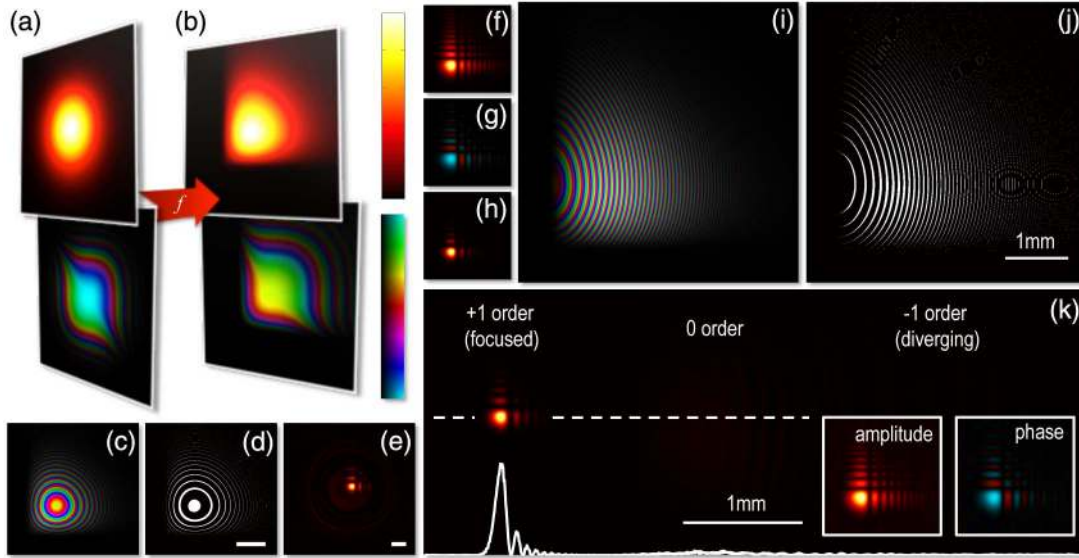 (a)
(b)
f
(c)
(d)
(e)
(f)
(g)
(h)
(i)
(j)
1mm
(k)
+1 order
(focused)
0 order
-1 order
(diverging)
amplitude
phase
1mm